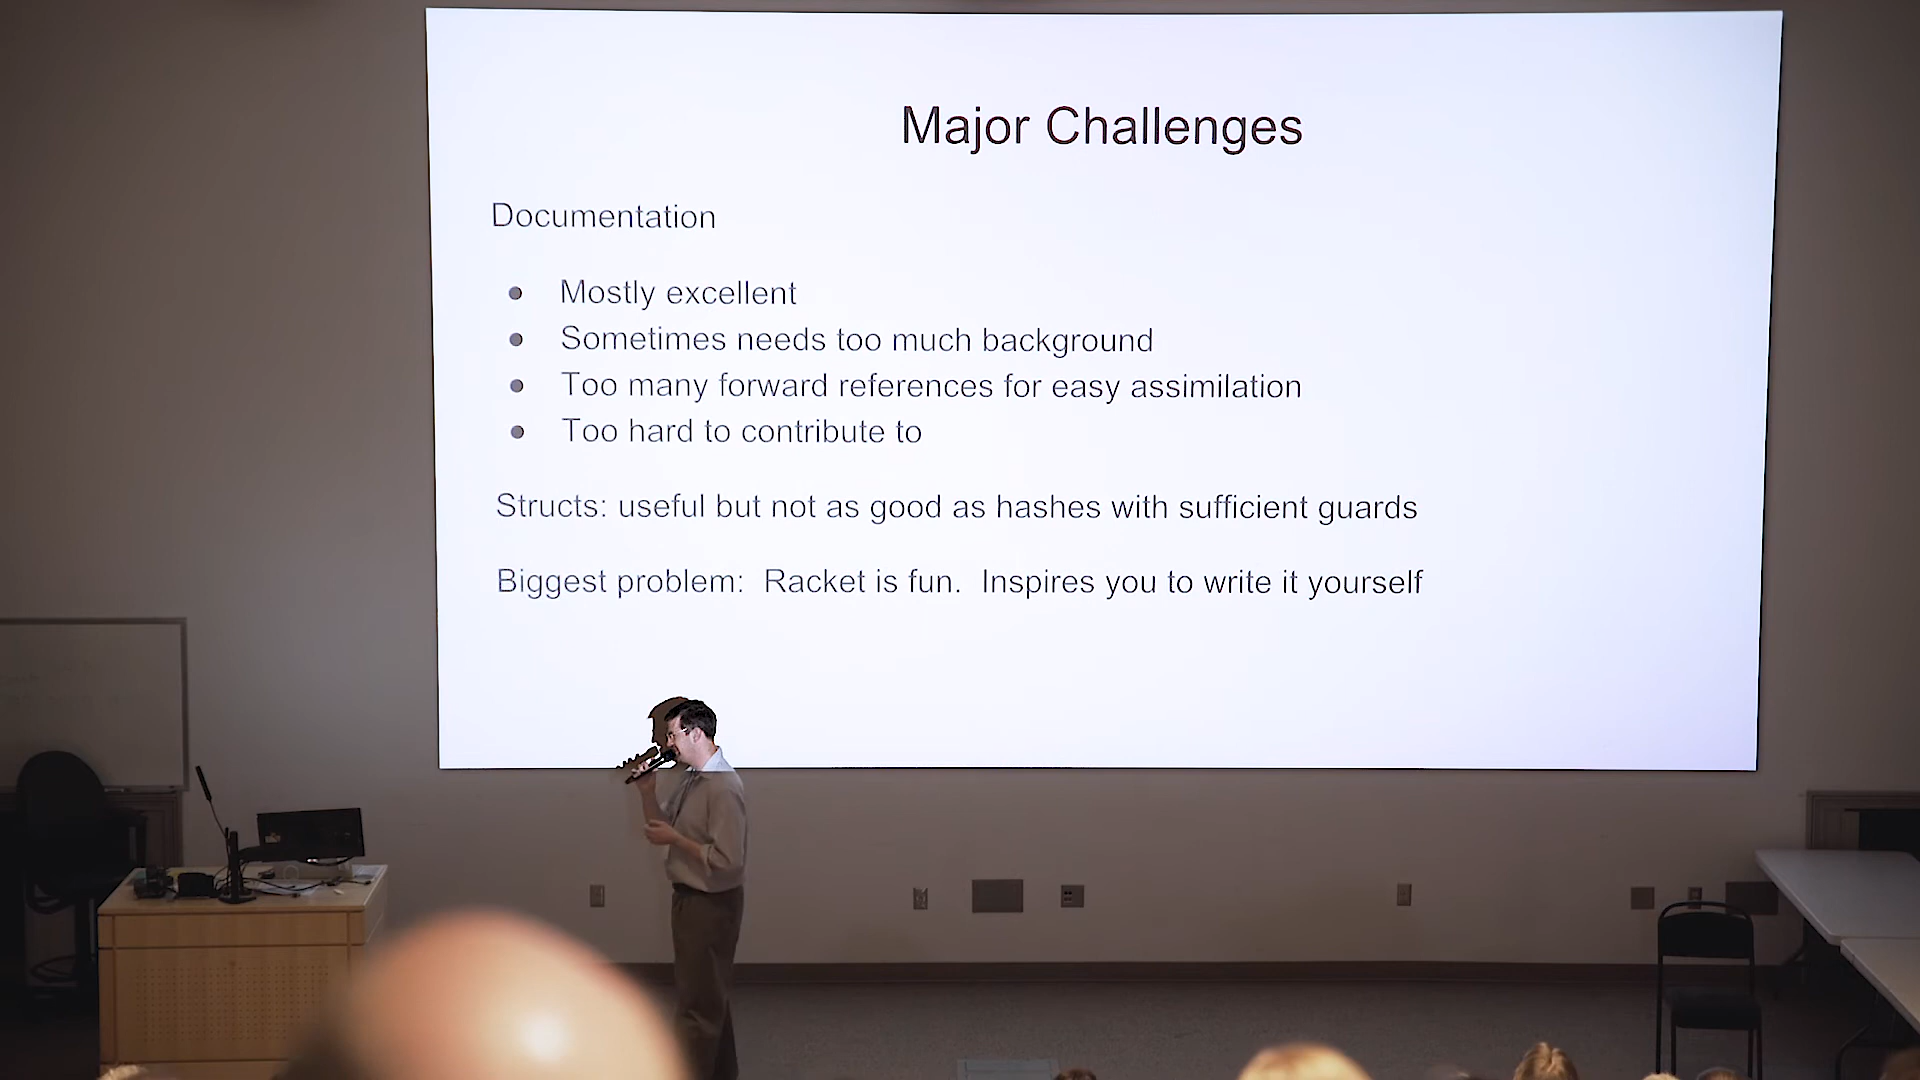 Major Challenges
Documentation
● Mostly excellent
● Sometimes needs too much background
● Too many forward references for easy assimilation
● Too hard to contribute to
Structs: useful but not as good as hashes with sufficient guards
Biggest problem: Racket is fun. Inspires you to write it yourself